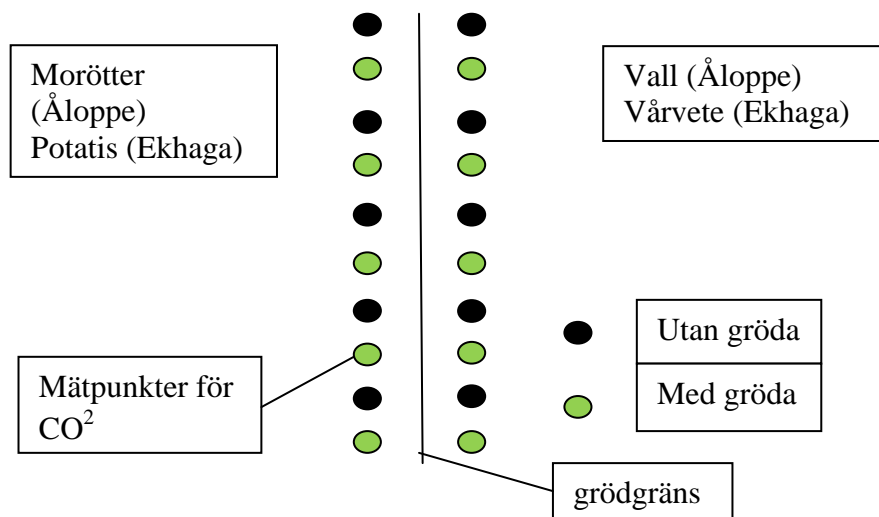 Morötter
(Åloppe)
Potatis (Ekhaga)
Vall (Åloppe)
Vårvete (Ekhaga)
Utan gröda
Med gröda
Mätpunkter för
CO²
grödgräns